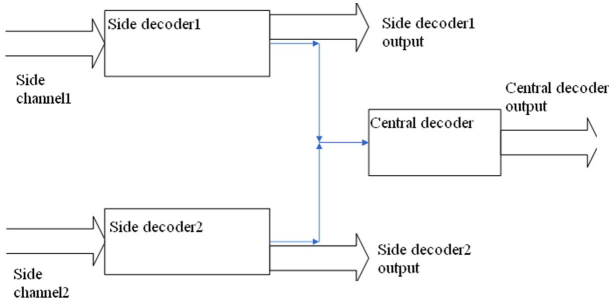 Side decoder1
Side decoder1
output
Side
channel1
Central decoder
output
Central decoder
Side decoder2
Side decoder2
output
Side
channel2